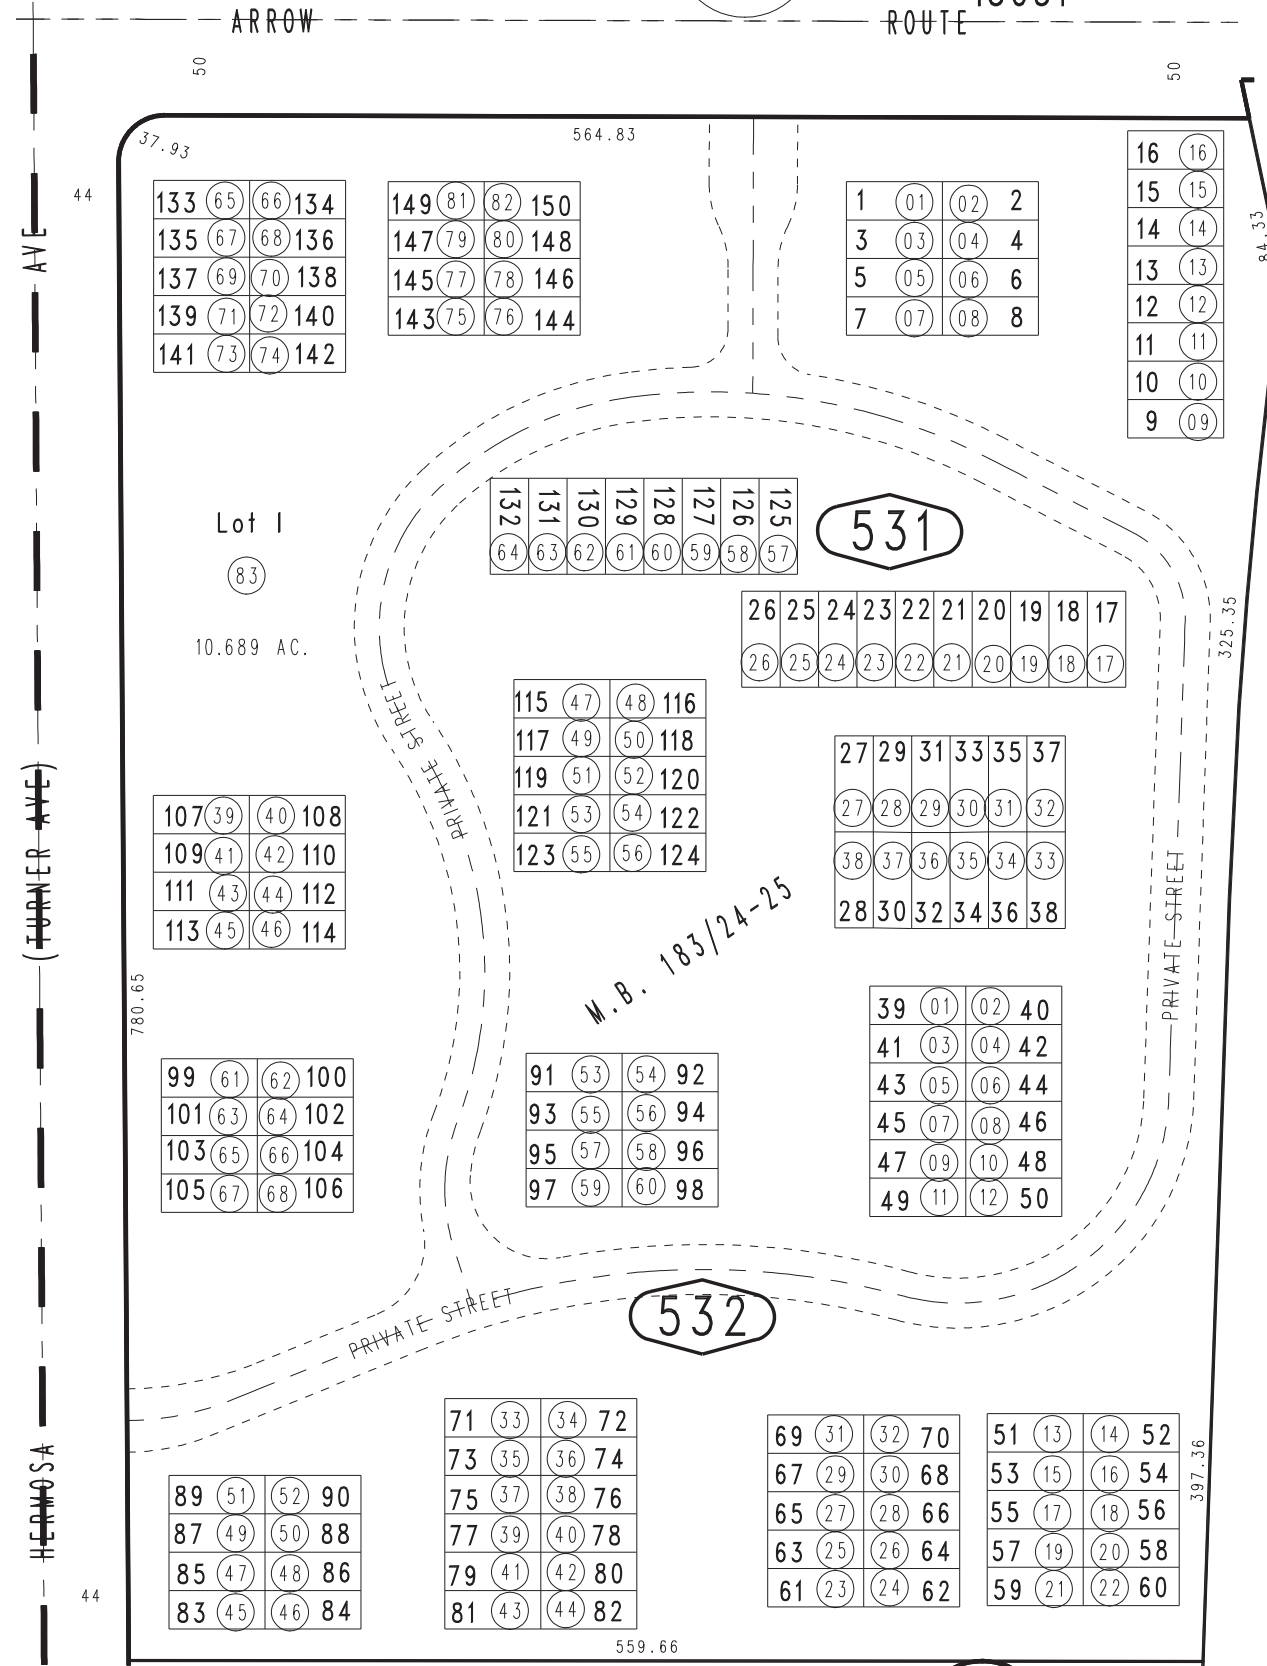 ARROW ROUTE
50 50
37.93 564.83
44
84.33
133 65 66 134
135 67 68 136
137 69 70 138
139 71 72 140
141 73 74 142
149 81 82 150
147 79 80 148
145 77 78 146
143 75 76 144
1 01 02 2
3 03 04 4
5 05 06 6
7 07 08 8
16 16
15 15
14 14
13 13
12 12
11 11
10 10
9 09
Lot 1
83
10.689 AC.
132 131 130 129 128 127 126 125
64 63 62 61 60 59 58 57
531
26 25 24 23 22 21 20 19 18 17
26 25 24 23 22 21 20 19 18 17
325.35
PRIVATE STREET
115 47 48 116
117 49 50 118
119 51 52 120
121 53 54 122
123 55 56 124
27 29 31 33 35 37
27 28 29 30 31 32
38 37 36 35 34 33
28 30 32 34 36 38
PRIVATE STREET
107 39 40 108
109 41 42 110
111 43 44 112
113 45 46 114
M.B. 183/24-25
780.65
39 01 02 40
41 03 04 42
43 05 06 44
45 07 08 46
47 09 10 48
49 11 12 50
99 61 62 100
101 63 64 102
103 65 66 104
105 67 68 106
91 53 54 92
93 55 56 94
95 57 58 96
97 59 60 98
PRIVATE STREET
532
71 33 34 72
73 35 36 74
75 37 38 76
77 39 40 78
79 41 42 80
81 43 44 82
69 31 32 70
67 29 30 68
65 27 28 66
63 25 26 64
61 23 24 62
51 13 14 52
53 15 16 54
55 17 18 56
57 19 20 58
59 21 22 60
397.36
89 51 52 90
87 49 50 88
85 47 48 86
83 45 46 84
44
559.66
HERMOSA (TURNER AVE) AVE